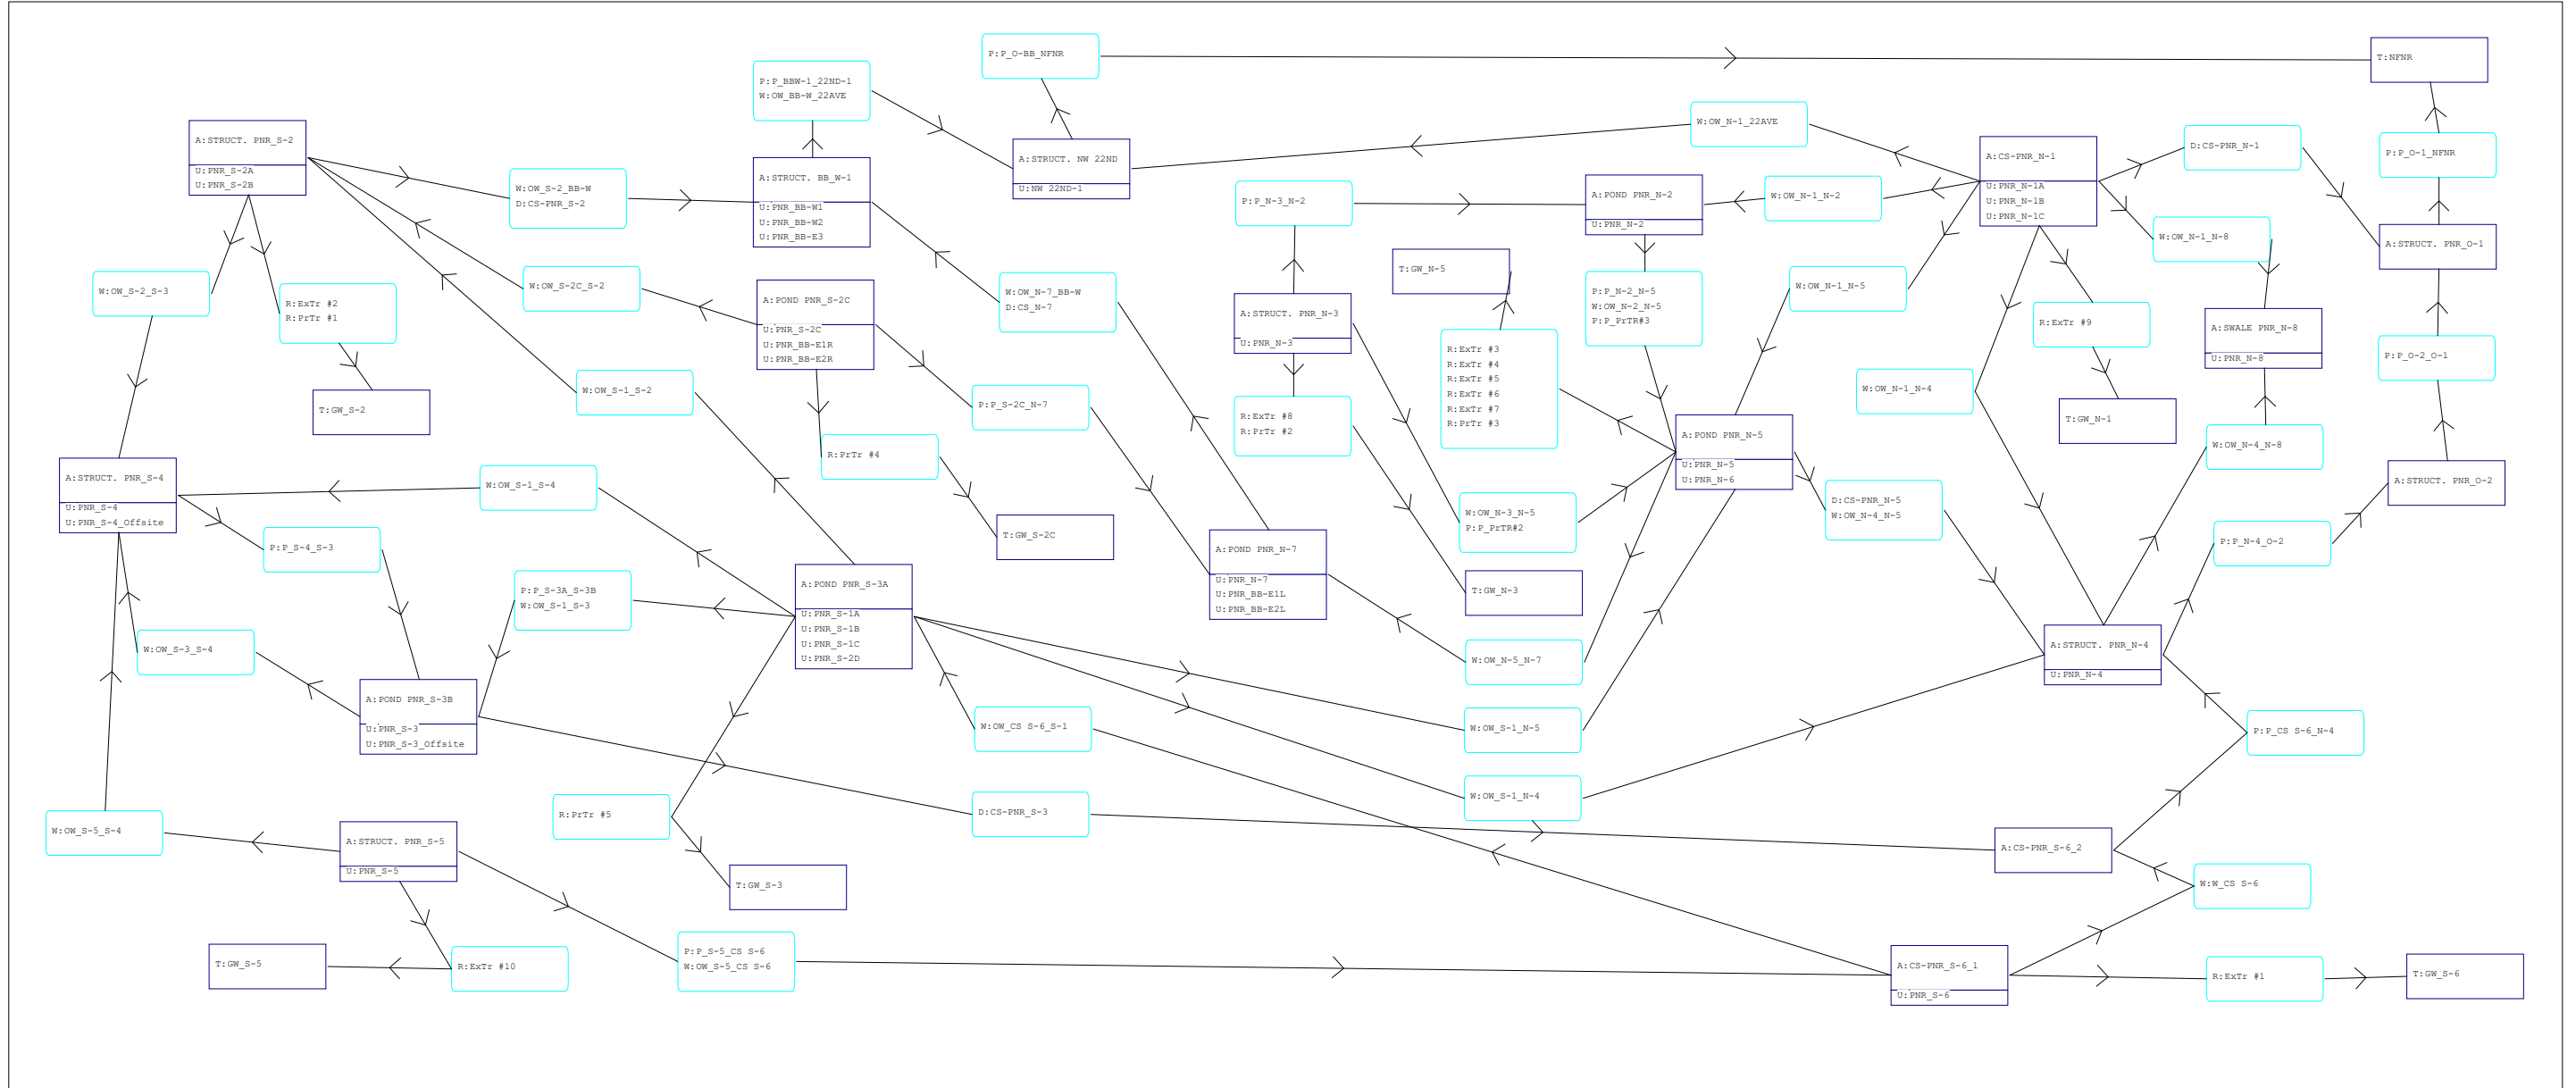 P:P_O-BB_NFNR
T:NFNR
P:P_BBW-1_22ND-1
W:OW_BB-W_22AVE
W:OW_N-1_22AVE
A:STRUCT. PNR_S-2
U:PNR_S-2A
U:PNR_S-2B
A:STRUCT. NW 22ND
U:NW 22ND-1
A:CS-PNR_N-1
U:PNR_N-1A
U:PNR_N-1B
U:PNR_N-1C
D:CS-PNR_N-1
P:P_O-1_NFNR
W:OW_S-2_BB-W
D:CS-PNR_S-2
A:STRUCT. BB_W-1
U:PNR_BB-W1
U:PNR_BB-W2
U:PNR_BB-E3
P:P_N-3_N-2
A:POND PNR_N-2
U:PNR_N-2
W:OW_N-1_N-2
W:OW_N-1_N-8
A:STRUCT. PNR_O-1
W:OW_S-2_S-3
R:ExTr #2
R:PrTr #1
W:OW_S-2C_S-2
A:POND PNR_S-2C
U:PNR_S-2C
U:PNR_BB-E1R
U:PNR_BB-E2R
W:OW_N-7_BB-W
D:CS_N-7
A:STRUCT. PNR_N-3
U:PNR_N-3
T:GW_N-5
P:P_N-2_N-5
W:OW_N-2_N-5
P:P_PrTR#3
W:OW_N-1_N-5
R:ExTr #9
A:SWALE PNR_N-8
U:PNR_N-8
P:P_O-2_O-1
T:GW_S-2
W:OW_S-1_S-2
P:P_S-2C_N-7
R:ExTr #8
R:PrTr #2
R:ExTr #3
R:ExTr #4
R:ExTr #5
R:ExTr #6
R:ExTr #7
R:PrTr #3
W:OW_N-1_N-4
T:GW_N-1
A:STRUCT. PNR_S-4
U:PNR_S-4
U:PNR_S-4_Offsite
W:OW_S-1_S-4
R:PrTr #4
A:POND PNR_N-5
U:PNR_N-5
U:PNR_N-6
W:OW_N-4_N-8
A:STRUCT. PNR_O-2
P:P_S-4_S-3
T:GW_S-2C
W:OW_N-3_N-5
P:P_PrTR#2
D:CS-PNR_N-5
W:OW_N-4_N-5
P:P_N-4_O-2
P:P_S-3A_S-3B
W:OW_S-1_S-3
A:POND PNR_S-3A
U:PNR_S-1A
U:PNR_S-1B
U:PNR_S-1C
U:PNR_S-2D
A:POND PNR_N-7
U:PNR_N-7
U:PNR_BB-E1L
U:PNR_BB-E2L
T:GW_N-3
W:OW_S-3_S-4
W:OW_N-5_N-7
A:STRUCT. PNR_N-4
U:PNR_N-4
A:POND PNR_S-3B
U:PNR_S-3
U:PNR_S-3_Offsite
W:OW_CS S-6_S-1
W:OW_S-1_N-5
P:P_CS S-6_N-4
W:OW_S-5_S-4
A:STRUCT. PNR_S-5
U:PNR_S-5
R:PrTr #5
D:CS-PNR_S-3
W:OW_S-1_N-4
A:CS-PNR_S-6_2
T:GW_S-3
W:W_CS S-6
T:GW_S-5
R:ExTr #10
P:P_S-5_CS S-6
W:OW_S-5_CS S-6
A:CS-PNR_S-6_1
U:PNR_S-6
R:ExTr #1
T:GW_S-6